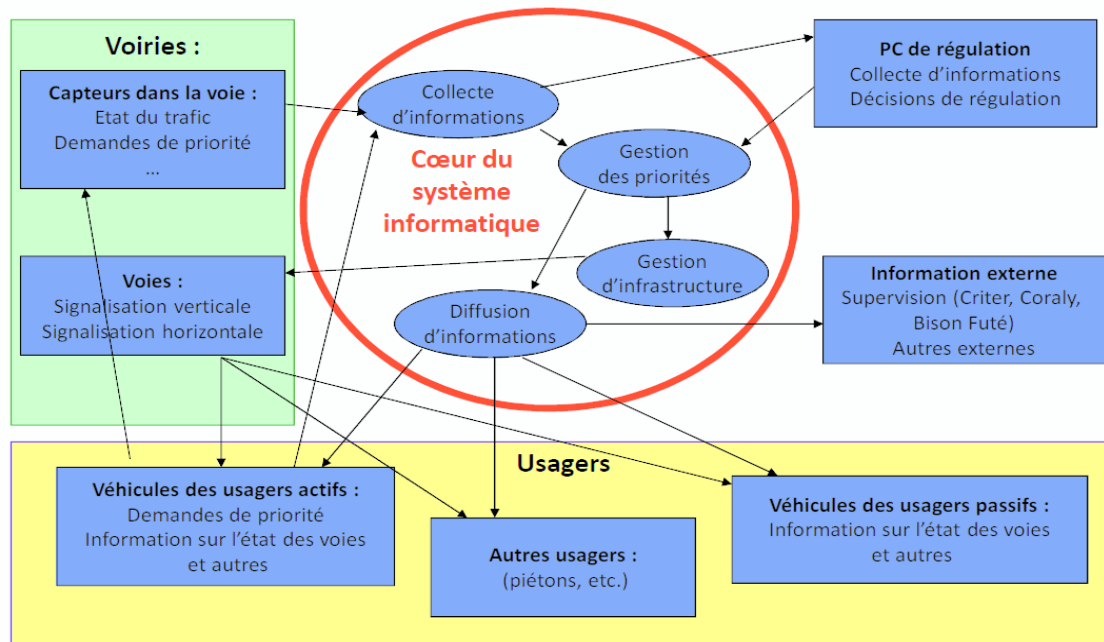 Voiries :
Capteurs dans la voie :
Etat du trafic
Demandes de priorité
...
Voies :
Signalisation verticale
Signalisation horizontale
Collecte
d'informations
Cœur du
système
informatique
Gestion
des priorités
Gestion
d'infrastructure
Diffusion
d'informations
PC de régulation
Collecte d'informations
Décisions de régulation
Information externe
Supervision (Criter, Coraly,
Bison Futé)
Autres externes
Usagers
Véhicules des usagers actifs :
Demandes de priorité
Information sur l'état des voies
et autres
Autres usagers :
(piétons, etc.)
Véhicules des usagers passifs :
Information sur l'état des voies
et autres